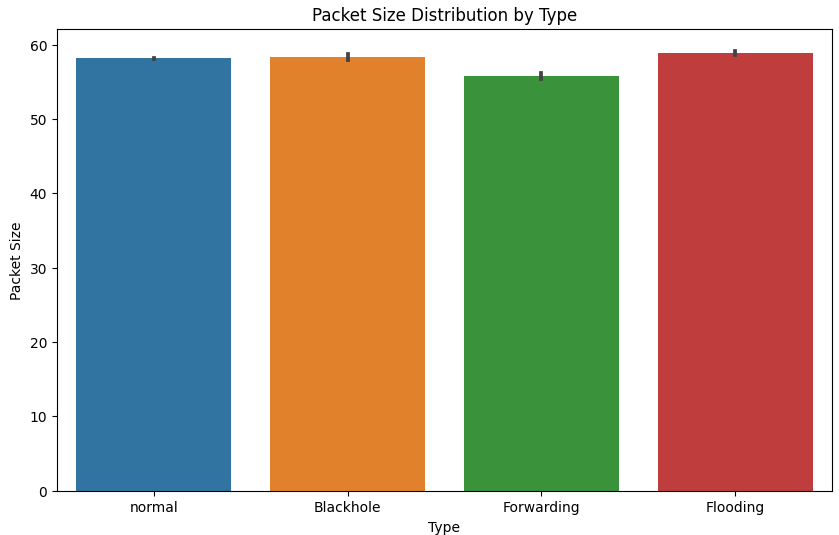 Packet Size Distribution by Type
60
50
40
30
20
10
0
Packet Size
normal Blackhole Forwarding Flooding
Type